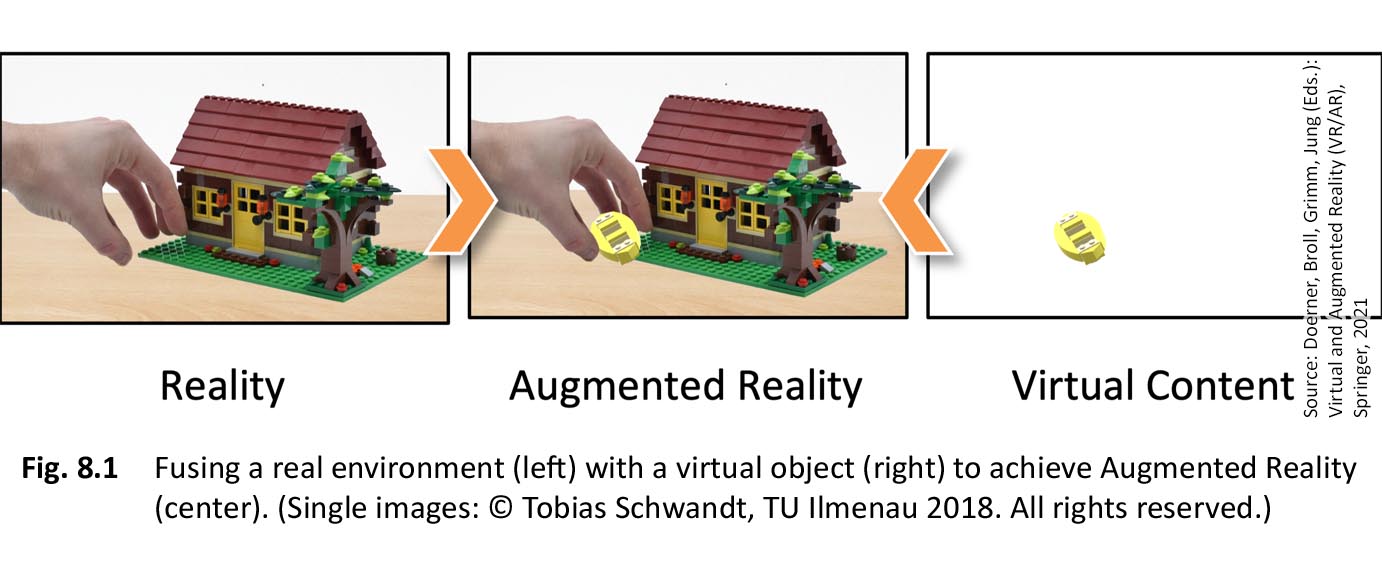 Source: Doerner, Broll, Grimm, Jung (Eds.):
Virtual and Augmented Reality (VR/AR),
Springer, 2021
Reality
Augmented Reality
Virtual Content
Fig. 8.1 Fusing a real environment (left) with a virtual object (right) to achieve Augmented Reality
(center). (Single images: © Tobias Schwandt, TU Ilmenau 2018. All rights reserved.)